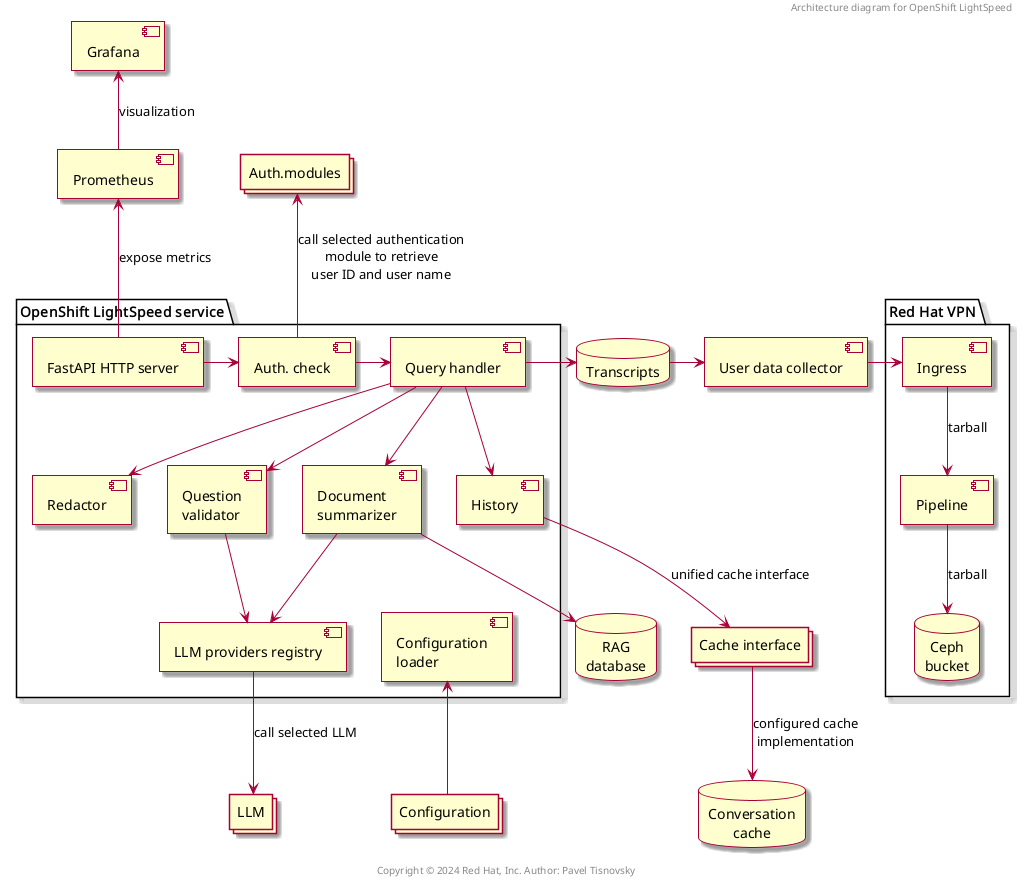 Architecture diagram for OpenShift LightSpeed
Grafana
visualization
Prometheus
Auth.modules
expose metrics
call selected authentication
module to retrieve
user ID and user name
OpenShift LightSpeed service
Red Hat VPN
FastAPI HTTP server
Auth. check
Query handler
Transcripts
User data collector
Ingress
tarball
Redactor
Question
validator
Document
summarizer
History
Pipeline
unified cache interface
tarball
LLM providers registry
Configuration
loader
RAG
database
Cache interface
Ceph
bucket
call selected LLM
configured cache
implementation
LLM
Configuration
Conversation
cache
Copyright © 2024 Red Hat, Inc. Author: Pavel Tisnovsky